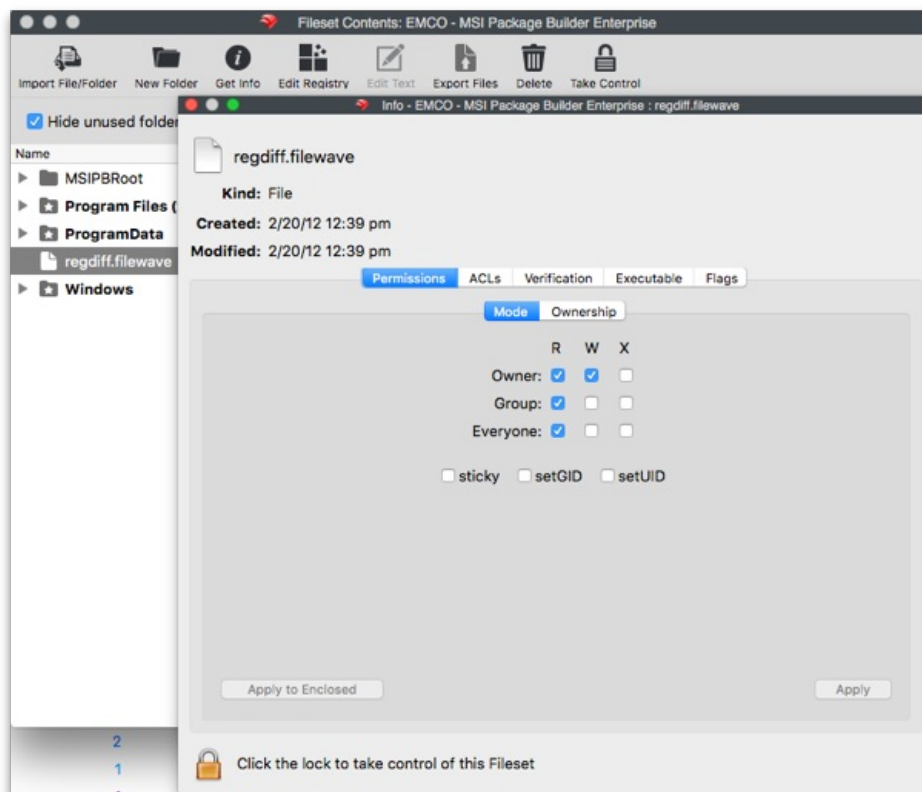 Fileset Contents: EMCO - MSI Package Builder Enterprise
Import File/Folder New Folder Get Info Edit Registry Edit Text Export Files Delete Take Control
Info - EMCO - MSI Package Builder Enterprise : regdiff.filewave
Hide unused folder
Name
MSIPBRoot
Program Files (
ProgramData
regdiff.filewave
Windows
regdiff.filewave
Kind: File
Created: 2/20/12 12:39 pm
Modified: 2/20/12 12:39 pm
Permissions ACLs Verification Executable Flags
Mode Ownership
R W X
Owner:
Group:
Everyone:
sticky setGID setUID
Apply to Enclosed Apply
2
1
Click the lock to take control of this Fileset